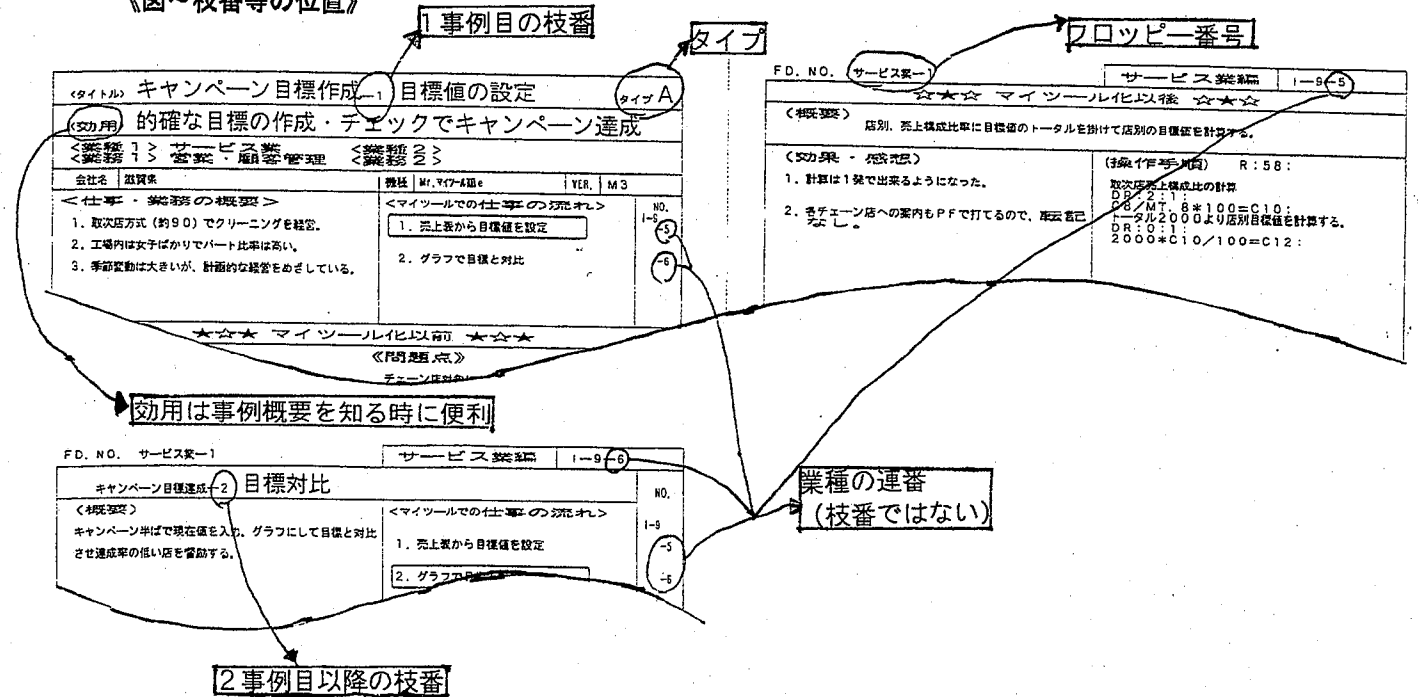 《図～枝番等の位置》
1事例目の枝番
タイプ
フロッピー番号
<タイトル> キャンペーン目標作成-1 目標値の設定 タイプA
<効用> 的確な目標の作成・チェックでキャンペーン達成
<業種1> サービス業 <業種2>
<業務1> 営業・顧客管理 <業務2>
会社名 滋賀県 機種 Mr.マイツール VER. M3
<仕事・業務の概要>
1. 取次店方式（約90）でクリーニングを経営。
2. 工場内は女子ばかりでパート比率は高い。
3. 季節変動は大きいが、計画的な経営をめざしている。
<マイツールでの仕事の流れ> NO.
1. 売上表から目標値を設定 -5
2. グラフで目標と対比 -6
★☆★ マイツール化以前 ★☆★
《問題点》
FD. NO. サービス業-1 サービス業編 1-9-5
☆★☆ マイツール化以後 ☆★☆
(概要)
店別、売上構成比率に目標値のトータルを掛けて店別の目標値を計算する。
(効果・感想)
1. 計算は1発で出来るようになった。
2. 各チェーン店への案内もPFで打てるので、転記
なし。
(操作手順) R:58:
取次店売上構成比の計算
DR:2:1:
C8/MT.8*100=C10:
トータル2000より店別目標値を計算する。
DR:0:1:
2000*C10/100=C12:
効用は事例概要を知る時に便利
FD. NO. サービス業-1 サービス業編 1-9-6
キャンペーン目標達成-2 目標対比 NO.
(概要)
キャンペーン半ばで現在値を入力。グラフにして目標と対比
させ達成率の低い店を督励する。
<マイツールでの仕事の流れ> 1-9
1. 売上表から目標値を設定 -5
2. グラフで目 -6
業種の連番
(枝番ではない)
2事例目以降の枝番